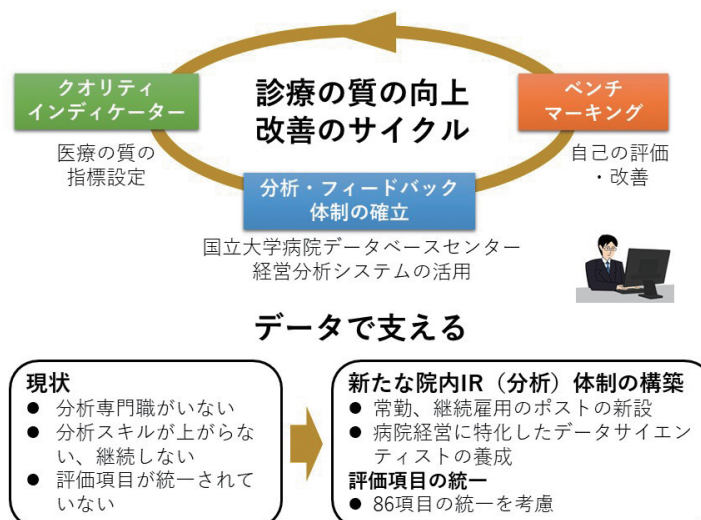 クオリティ
インディケーター
医療の質の
指標設定
診療の質の向上
改善のサイクル
ベンチ
マーキング
自己の評価
・改善
分析・フィードバック
体制の確立
国立大学病院データベースセンター
経営分析システムの活用
データで支える
現状
● 分析専門職がいない
● 分析スキルが上がらな
い、継続しない
● 評価項目が統一されて
いない
新たな院内IR（分析）体制の構築
● 常勤、継続雇用のポストの新設
● 病院経営に特化したデータサイエン
ティストの養成
評価項目の統一
● 86項目の統一を考慮